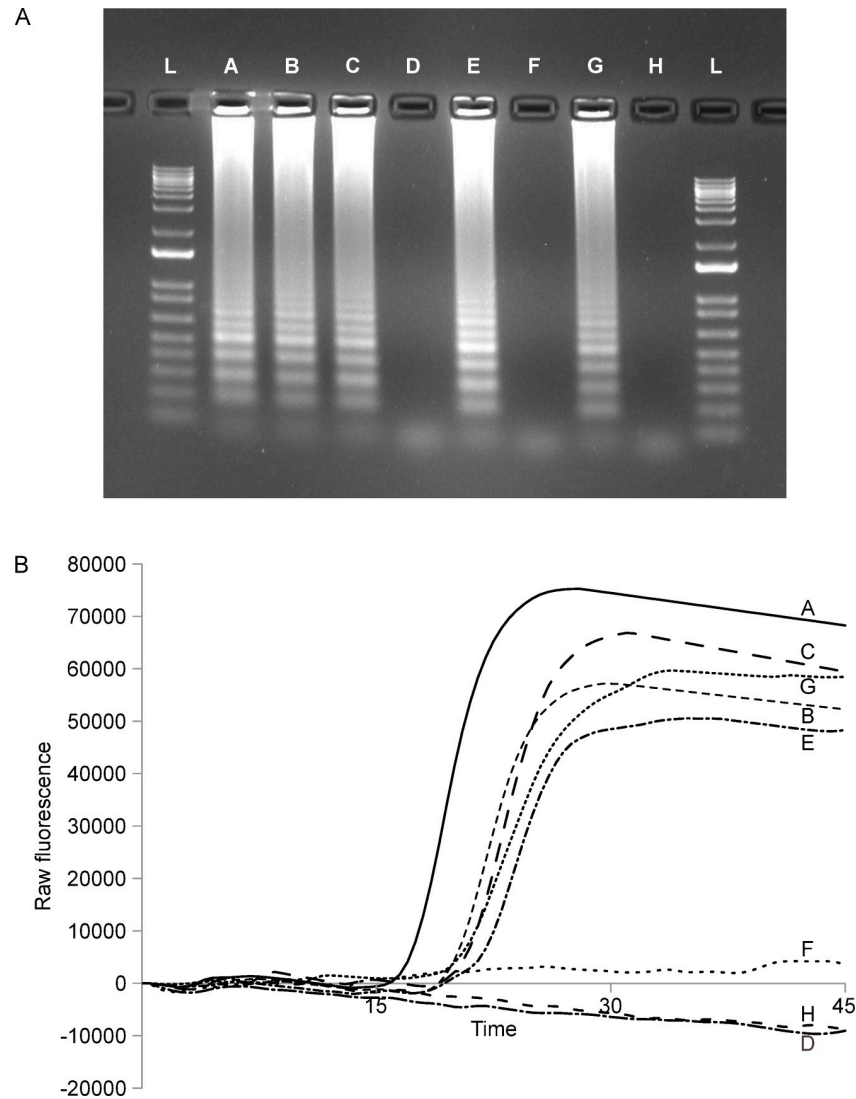 A
L A B C D E F G H L
B
80000
70000
60000
50000
40000
30000
20000
10000
0
-10000
-20000
Raw fluorescence
15 30 45
Time
A
C
G
B
E
F
H
D